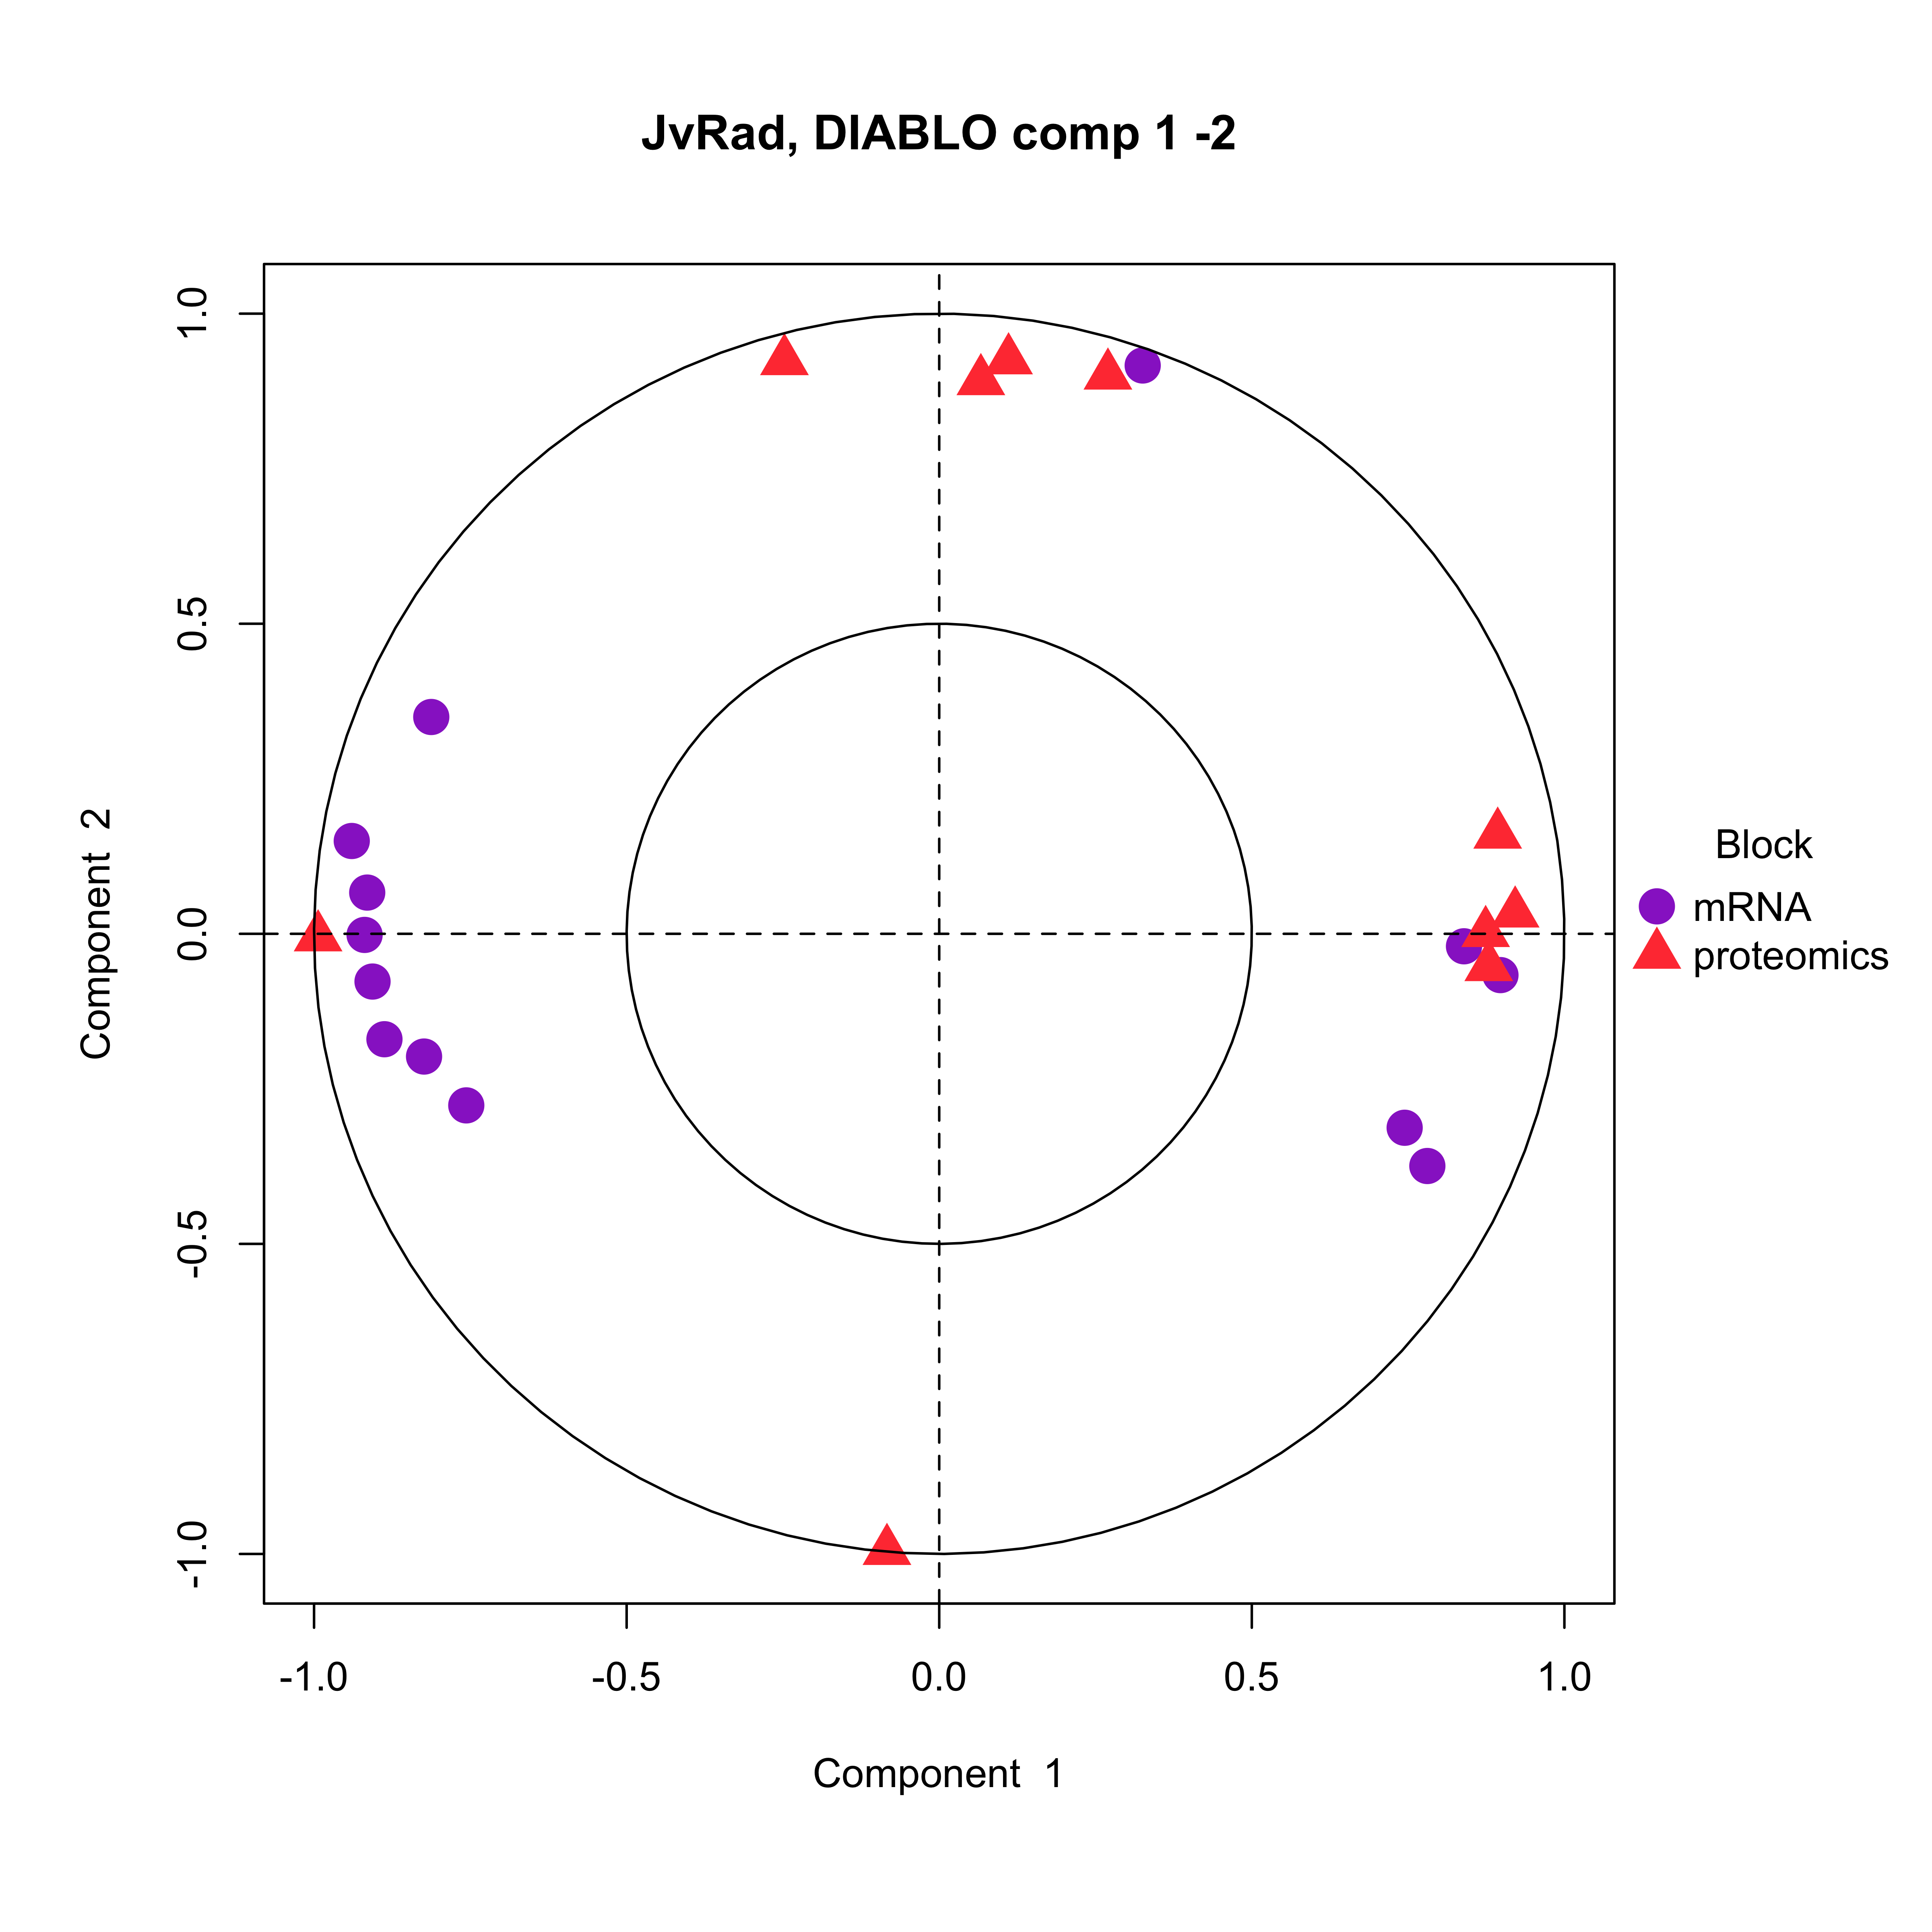 JvRad, DIABLO comp 1 -2
1.0
0.5
0.0
-0.5
-1.0
Component 2
-1.0 -0.5 0.0 0.5 1.0
Component 1
Block
mRNA
proteomics